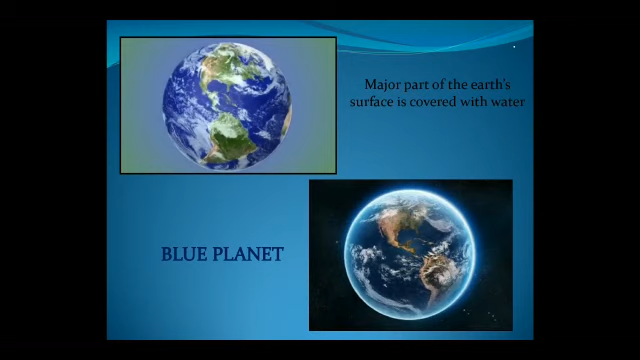 Major part of the earth's
surface is covered with water
BLUE PLANET